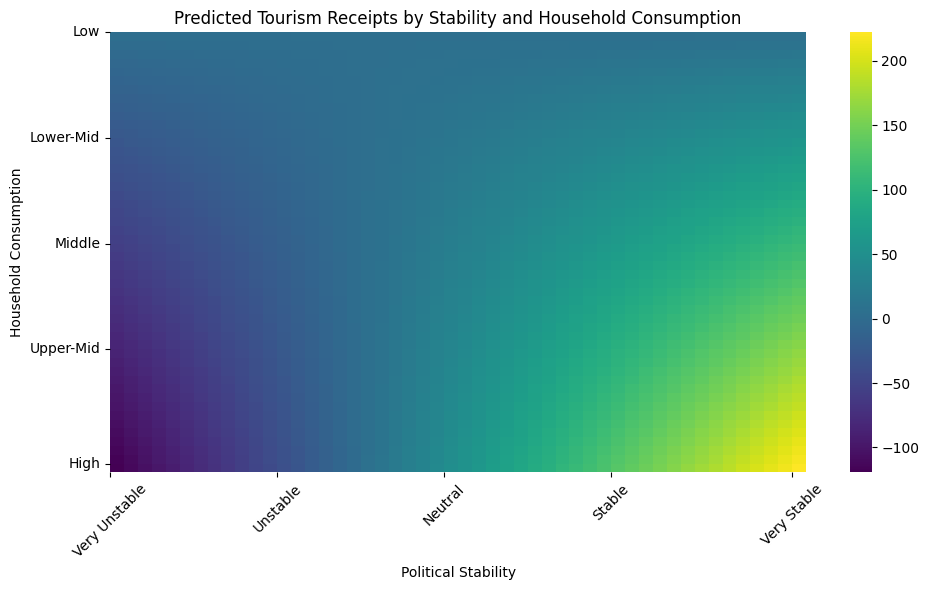 Predicted Tourism Receipts by Stability and Household Consumption
Household Consumption
Low
Lower-Mid
Middle
Upper-Mid
High
Very Unstable
Unstable
Neutral
Stable
Very Stable
Political Stability
200
150
100
50
0
−50
−100